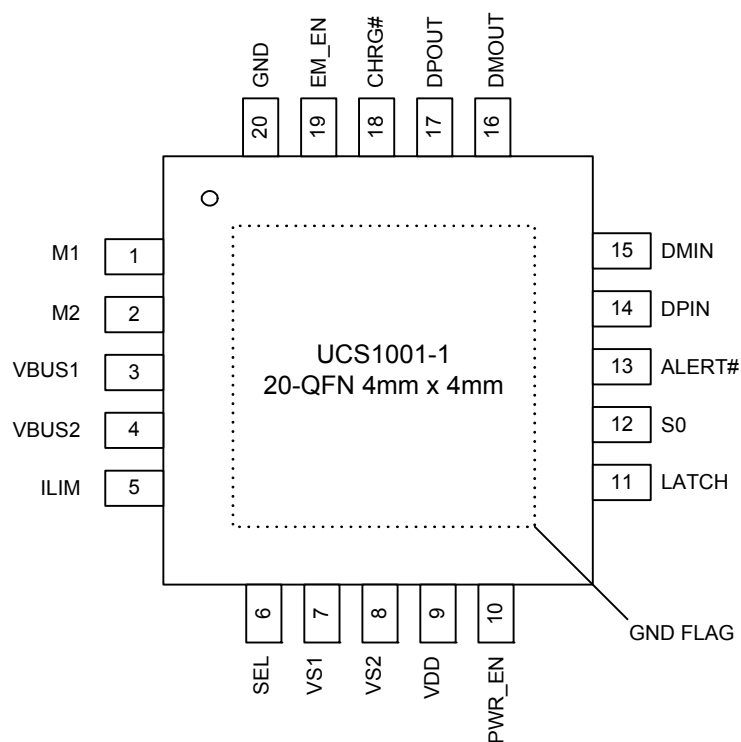 GND
EM_EN
CHRG#
DPOUT
DMOUT
20
19
18
17
16
M1 1
M2 2
VBUS1 3
VBUS2 4
ILIM 5
15 DMIN
14 DPIN
13 ALERT#
12 S0
11 LATCH
UCS1001-1
20-QFN 4mm x 4mm
GND FLAG
6
7
8
9
10
SEL
VS1
VS2
VDD
PWR_EN